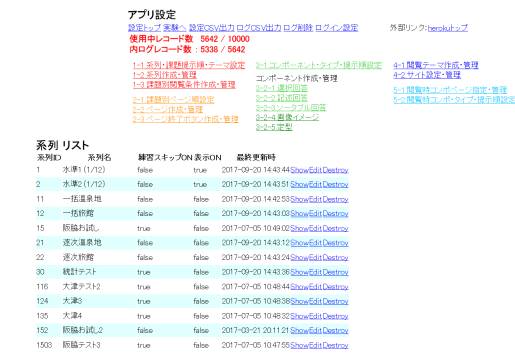 アプリ設定
設定トップ 実験へ 設定CSV出力 ログCSV出力 ログ削除 ログイン設定 外部リンク:herokuトップ
使用中レコード数 5642 / 10000
内ログレコード数 : 5338 / 5642
1-1 系列・課題提示順・テーマ設定
1-2 系列作成・管理
1-3 課題別閲覧条件作成・管理
2-1 課題別ページ順設定
2-2 ページ作成・管理
2-3 ページ終了ボタン作成・管理
3-1 コンポーネント・タイプ・提示順設定
コンポーネント作成・管理
3-2-1 選択回答
3-2-2 記述回答
3-2-3 ソータブル回答
3-2-4 画像イメージ
3-2-5 定型
4-1 閲覧テーマ作成・管理
4-2 サイト設定・管理
5-1 閲覧時コンポページ指定・管理
5-2 閲覧時コンポ・タイプ・提示順設定
系列 リスト
系列ID 系列名 練習スキップON 表示ON 最終更新時
1 水準1 (1/12) false true 2017-09-20 14:43:44 Show Edit Destroy
2 水準2 (1/12) false true 2017-09-20 14:43:51 Show Edit Destroy
11 一括温泉地 false false 2017-09-20 14:42:53 Show Edit Destroy
12 一括旅館 false false 2017-09-20 14:43:03 Show Edit Destroy
15 阪脇お試し true false 2017-07-05 10:49:02 Show Edit Destroy
21 逐次温泉地 false false 2017-09-20 14:43:12 Show Edit Destroy
22 逐次旅館 false false 2017-09-20 14:43:24 Show Edit Destroy
30 統計テスト false false 2017-09-20 14:43:36 Show Edit Destroy
116 大津テスト2 true false 2017-07-05 10:48:44 Show Edit Destroy
124 大津3 true false 2017-07-05 10:48:38 Show Edit Destroy
135 大津4 true false 2017-07-05 10:48:32 Show Edit Destroy
152 阪脇お試し2 false false 2017-03-21 20:11:21 Show Edit Destroy
1503 阪脇テスト3 true false 2017-07-05 10:47:55 Show Edit Destroy